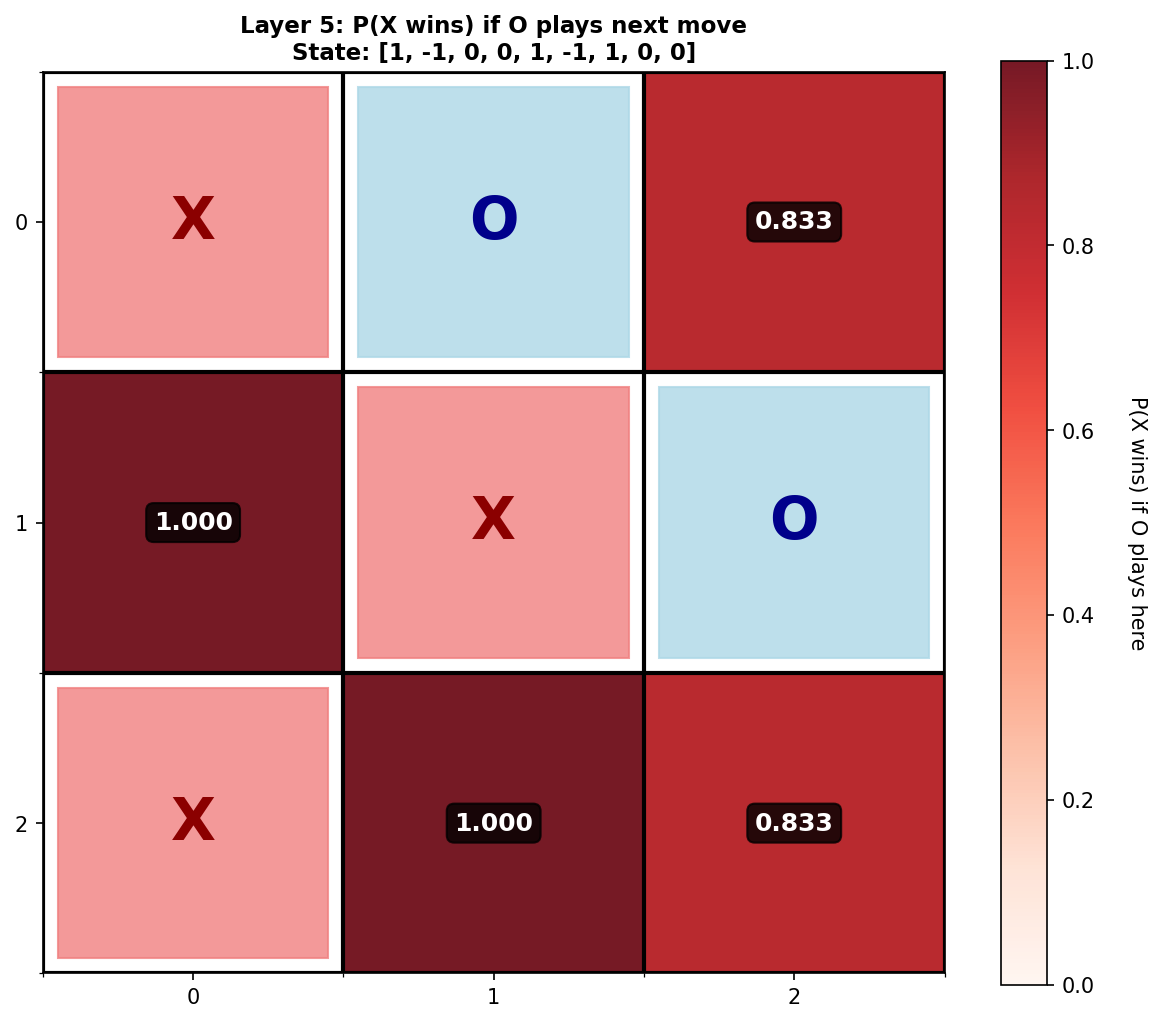 Layer 5: P(X wins) if O plays next move
State: [1, -1, 0, 0, 1, -1, 1, 0, 0]
X
O
0.833
1.000
X
O
X
1.000
0.833
0
1
2
0
1
2
1.0
0.8
0.6
0.4
0.2
0.0
P(X wins) if O plays here